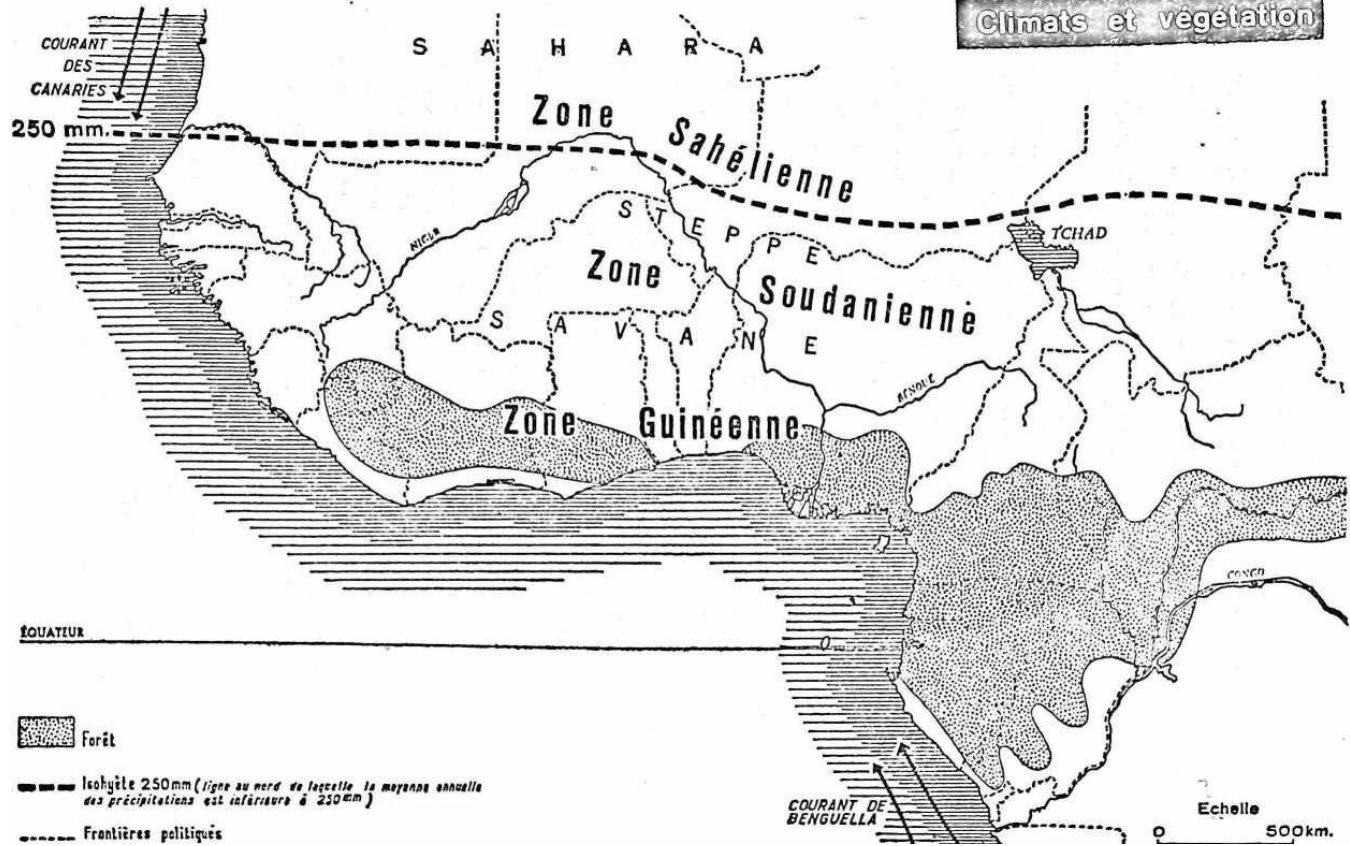 Climats et végétation
COURANT
DES
CANARIES
SAHARA
250 mm.
Zone Sahélienne
NIGER
STEPPE
TCHAD
Zone Soudanienne
SAVANE
BÉNOUÉ
Zone Guinéenne
CONGO
ÉQUATEUR
Forêt
Isohyète 250mm (ligne au nord de laquelle la moyenne annuelle
des précipitations est inférieure à 250mm)
Frontières politiques
COURANT DE
BENGUELLA
Echelle
0 500km.